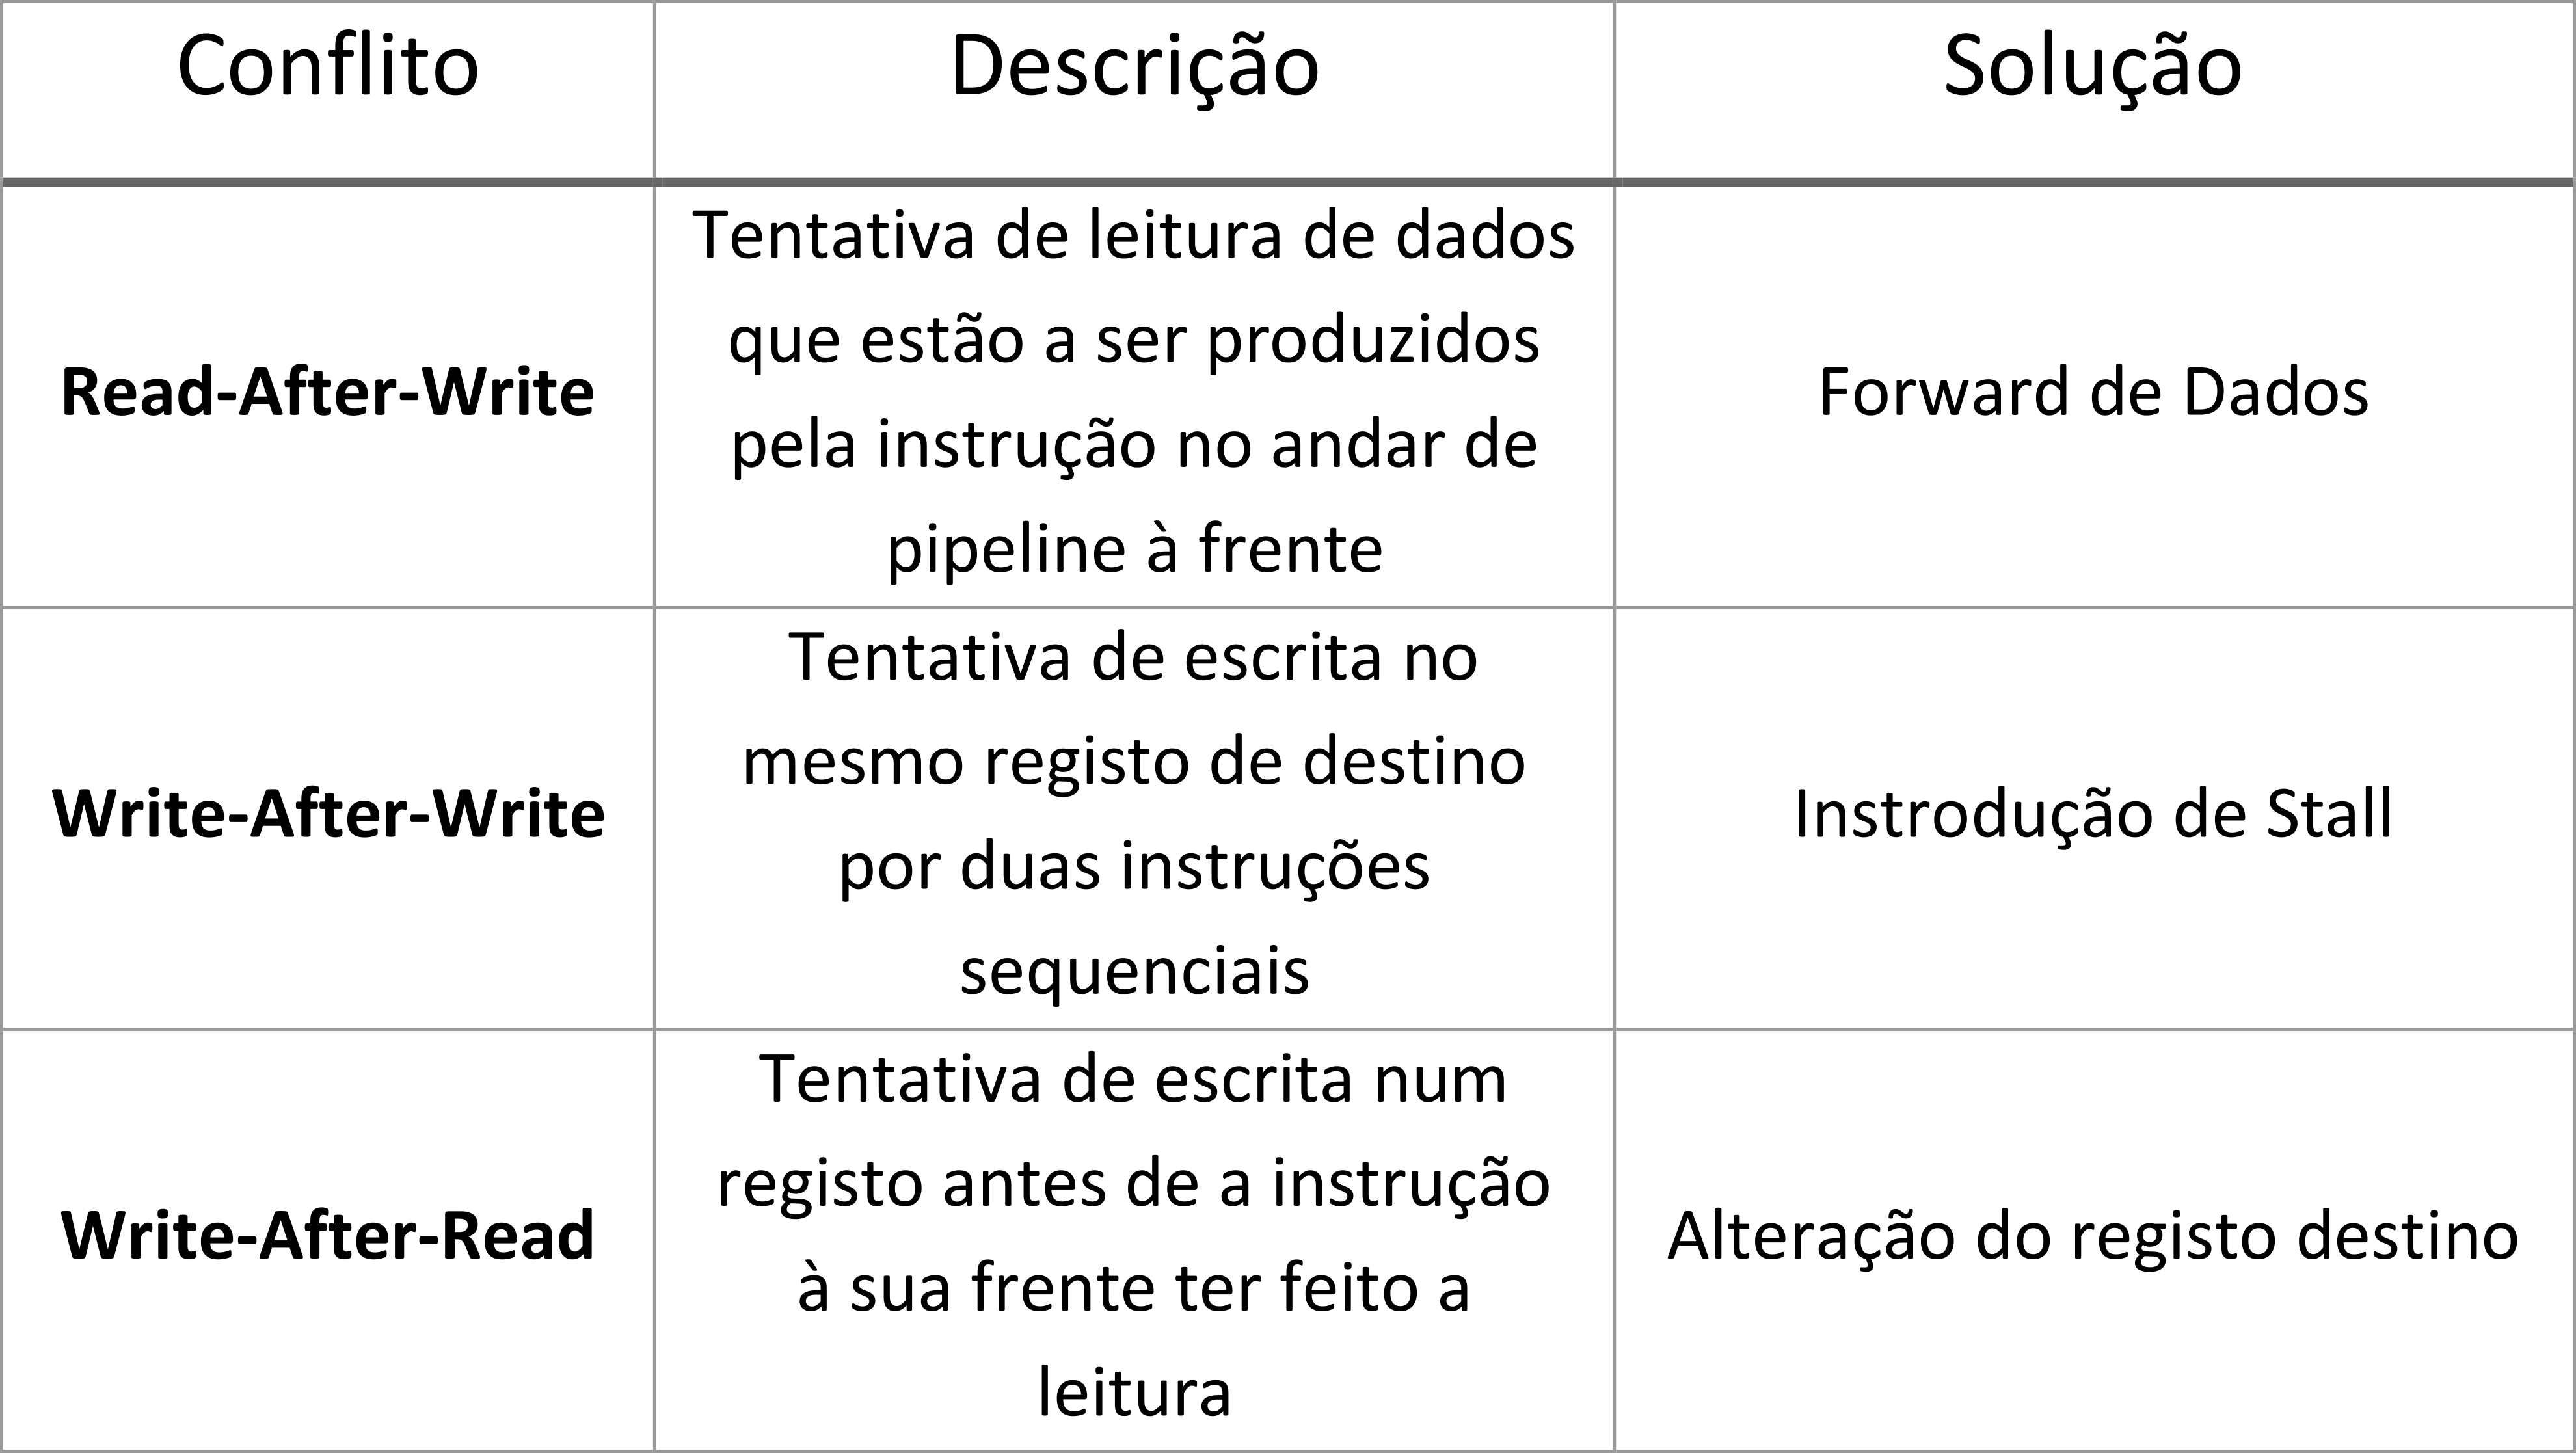 Conflito Descrição Solução
Read-After-Write
Tentativa de leitura de dados
que estão a ser produzidos
pela instrução no andar de
pipeline à frente
Forward de Dados
Write-After-Write
Tentativa de escrita no
mesmo registo de destino
por duas instruções
sequenciais
Instrodução de Stall
Write-After-Read
Tentativa de escrita num
registo antes de a instrução
à sua frente ter feito a
leitura
Alteração do registo destino